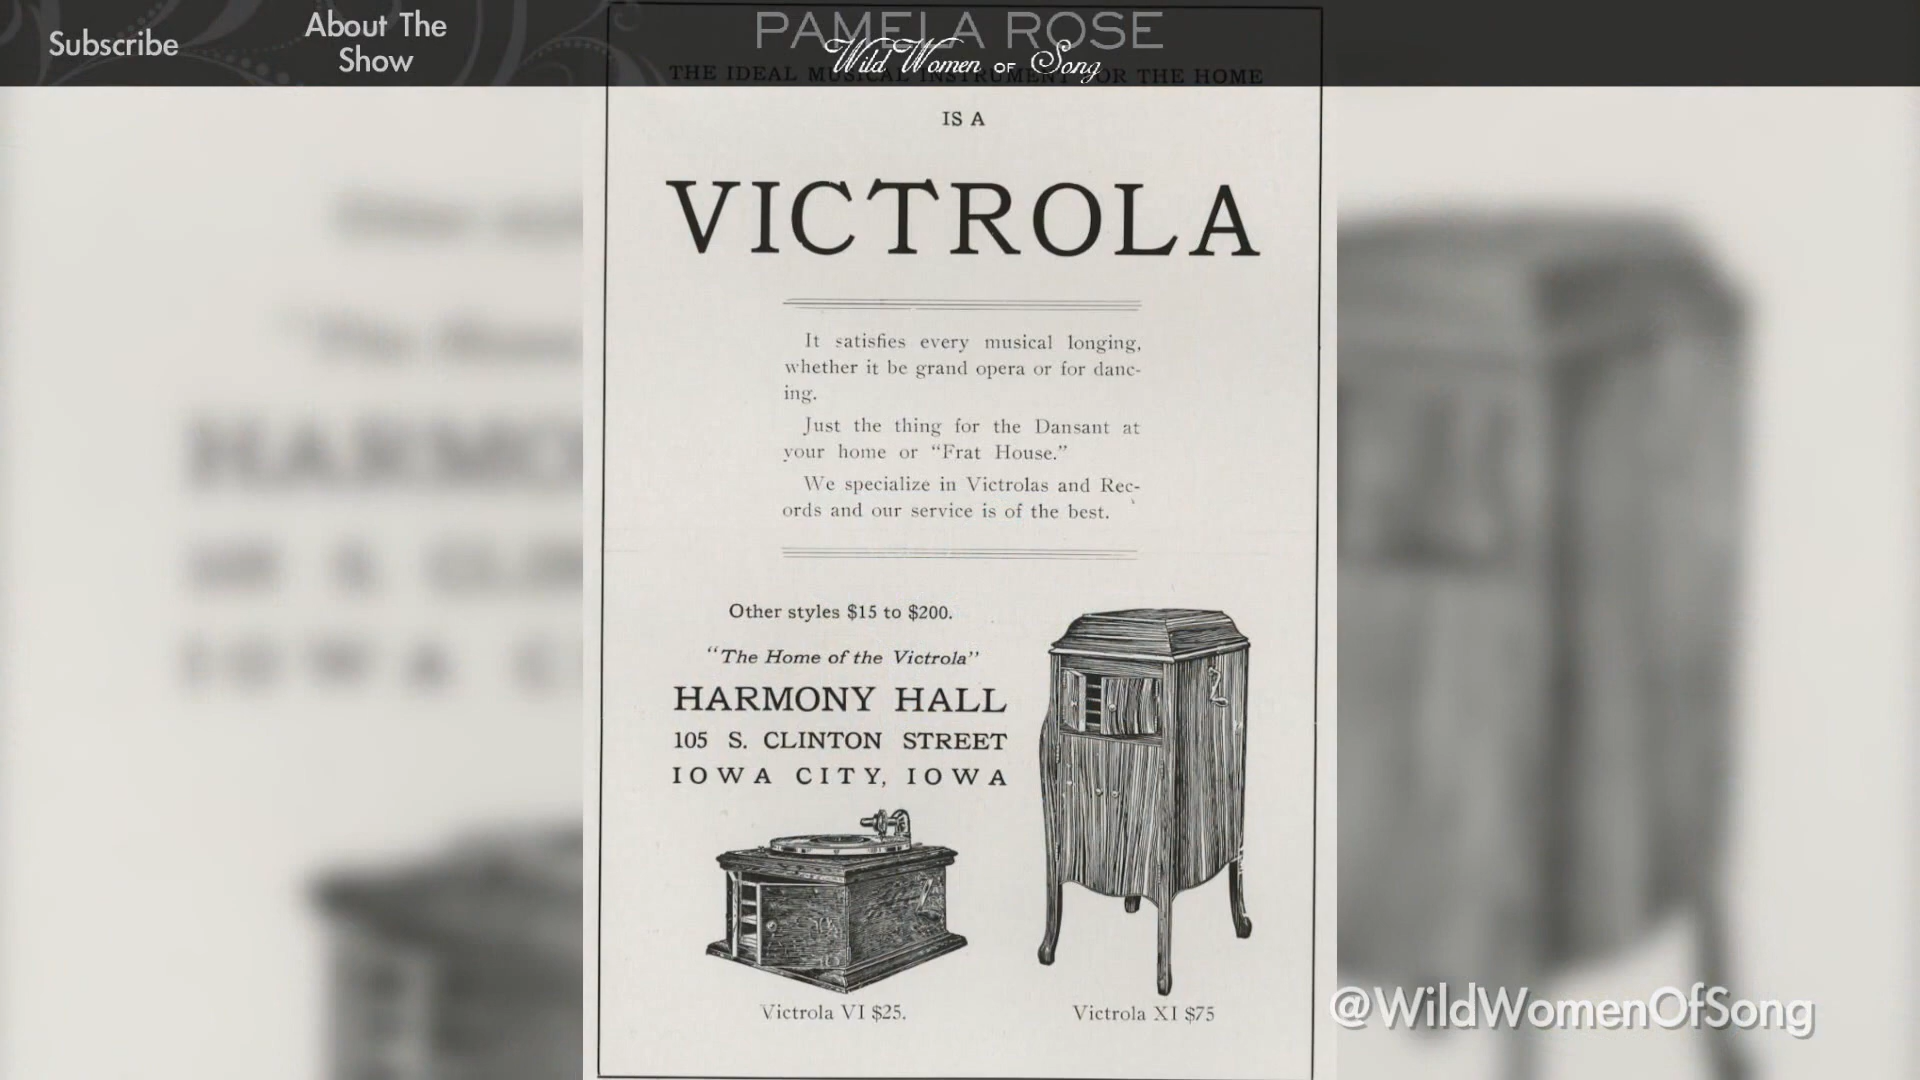 Subscribe
About The
Show
PAMELA ROSE
Wild Women OF Song
THE IDEAL MUSICAL INSTRUMENT FOR THE HOME
IS A
VICTROLA
It satisfies every musical longing,
whether it be grand opera or for danc-
ing.
Just the thing for the Dansant at
your home or “Frat House.”
We specialize in Victrolas and Rec-
ords and our service is of the best.
Other styles $15 to $200.
“The Home of the Victrola”
HARMONY HALL
105 S. CLINTON STREET
IOWA CITY, IOWA
Victrola VI $25.
Victrola XI $75
@WildWomenOfSong